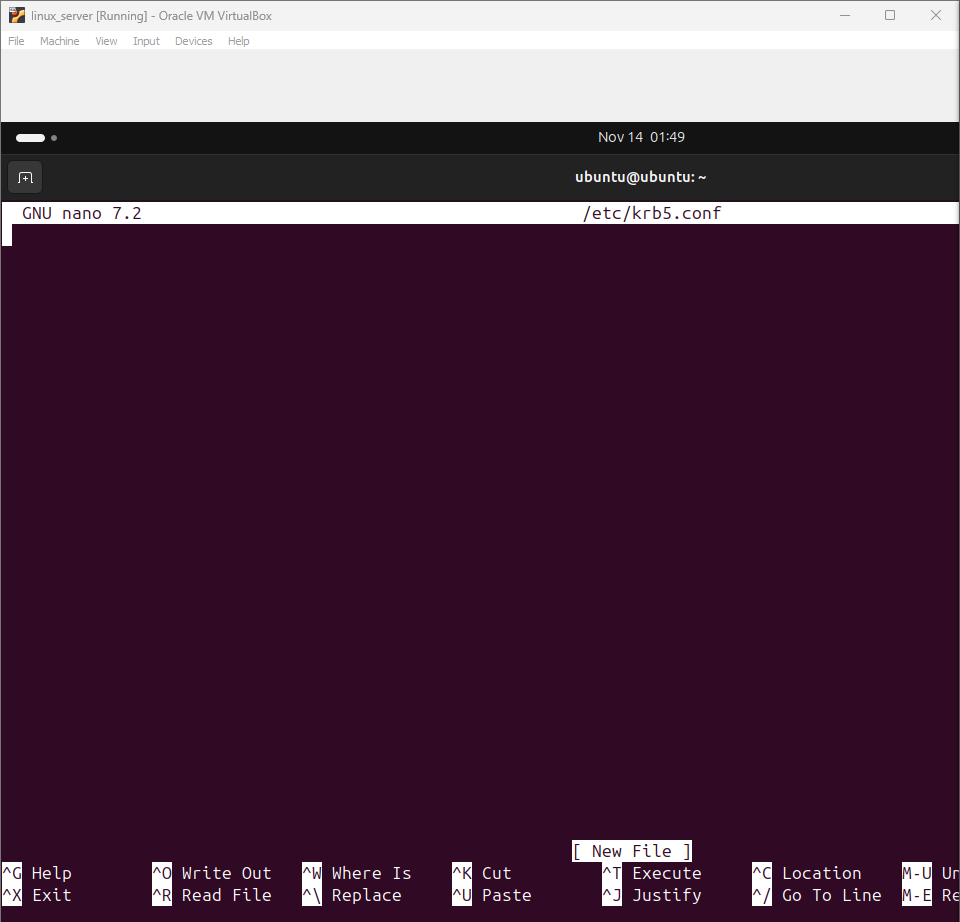 linux_server [Running] - Oracle VM VirtualBox
File Machine View Input Devices Help
Nov 14 01:49
ubuntu@ubuntu: ~
GNU nano 7.2 /etc/krb5.conf
[ New File ]
^G Help ^O Write Out ^W Where Is ^K Cut ^T Execute ^C Location M-U Un
^X Exit ^R Read File ^\ Replace ^U Paste ^J Justify ^/ Go To Line M-E Re